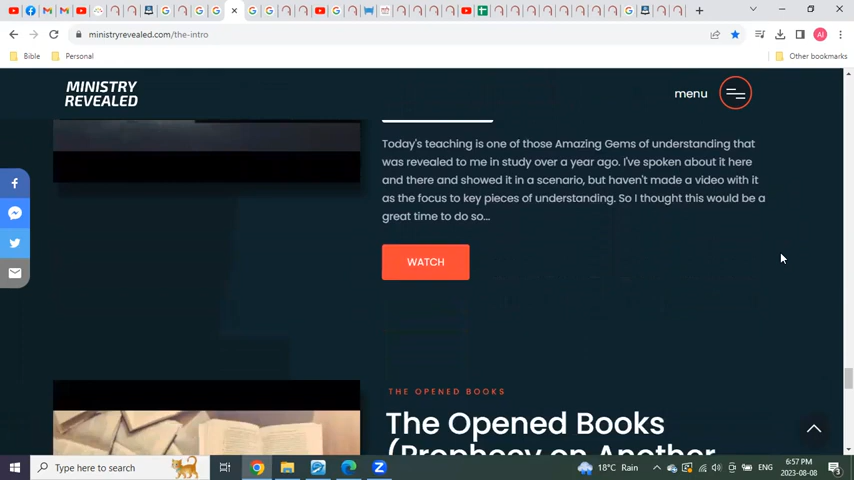 ministryrevealed.com/the-intro
Bible
Personal
Other bookmarks
MINISTRY
REVEALED
menu
Today's teaching is one of those Amazing Gems of understanding that
was revealed to me in study over a year ago. I've spoken about it here
and there and showed it in a scenario, but haven't made a video with it
as the focus to key pieces of understanding. So I thought this would be a
great time to do so...
WATCH
THE OPENED BOOKS
The Opened Books
(Prophecy on Another
Type here to search
18°C Rain
ENG
6:57 PM
2023-08-08